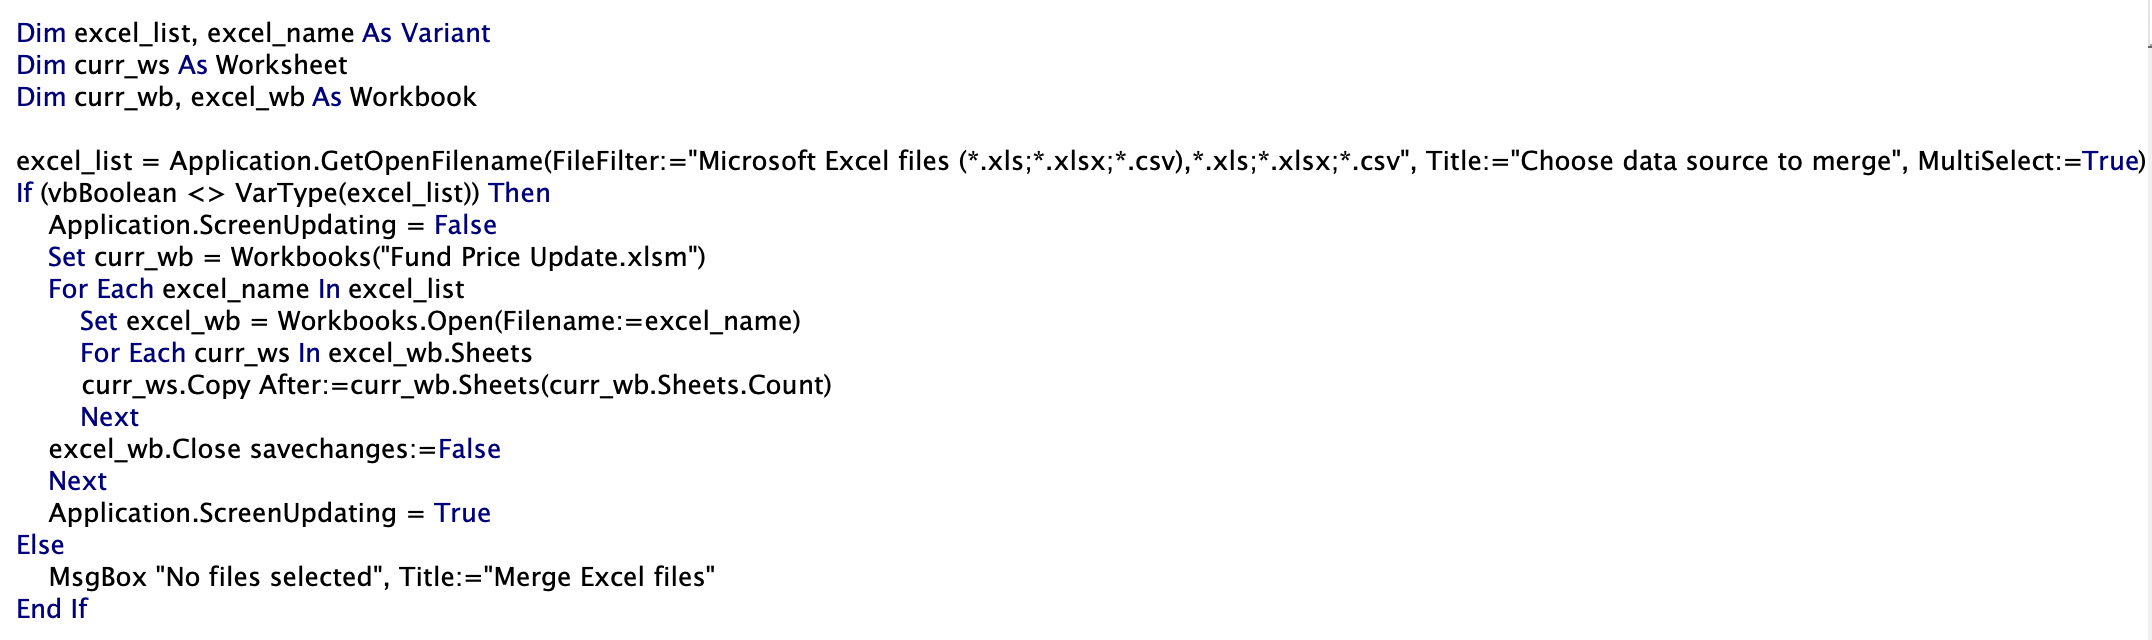 Dim excel_list, excel_name As Variant
Dim curr_ws As Worksheet
Dim curr_wb, excel_wb As Workbook

excel_list = Application.GetOpenFilename(FileFilter:="Microsoft Excel files (*.xls;*.xlsx;*.csv),*.xls;*.xlsx;*.csv", Title:="Choose data source to merge", MultiSelect:=True)
If (vbBoolean <> VarType(excel_list)) Then
    Application.ScreenUpdating = False
    Set curr_wb = Workbooks("Fund Price Update.xlsm")
    For Each excel_name In excel_list
        Set excel_wb = Workbooks.Open(Filename:=excel_name)
        For Each curr_ws In excel_wb.Sheets
        curr_ws.Copy After:=curr_wb.Sheets(curr_wb.Sheets.Count)
        Next
    excel_wb.Close savechanges:=False
    Next
    Application.ScreenUpdating = True
Else
    MsgBox "No files selected", Title:="Merge Excel files"
End If